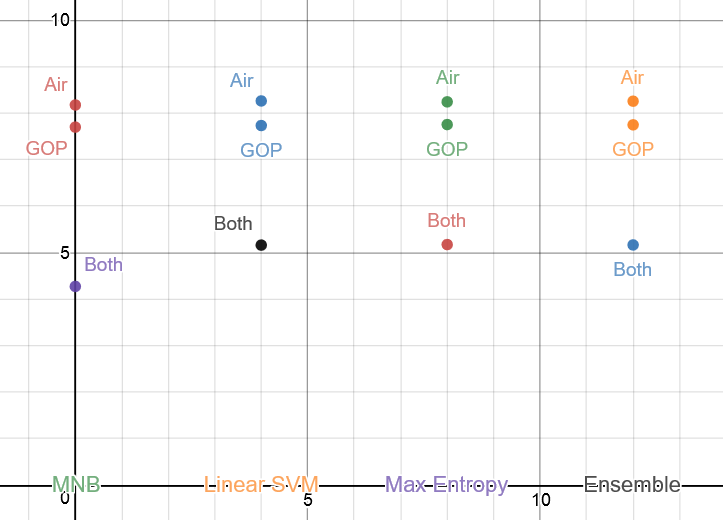 10
Air
Air
Air
Air
GOP
GOP
GOP
GOP
Both
Both
5
Both
Both
MNB
Linear SVM
Max Entropy
Ensemble
0
5
10